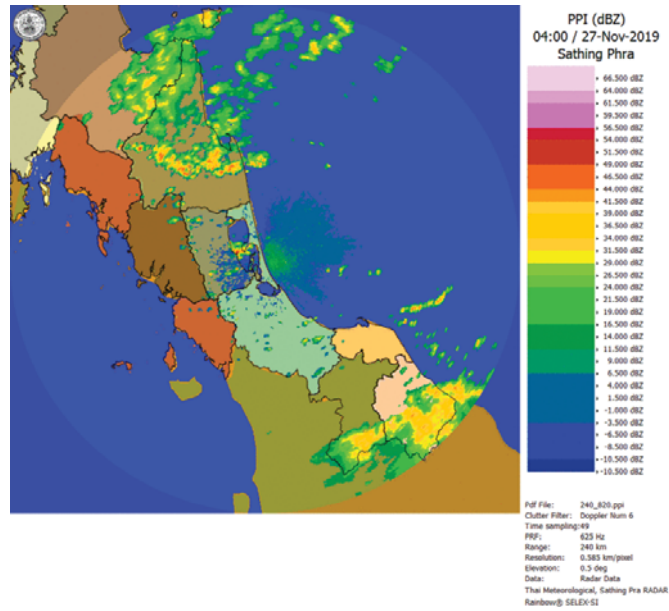 PPI (dBZ)
04:00 / 27-Nov-2019
Sathing Phra
66.500 dBZ
64.000 dBZ
61.500 dBZ
59.500 dBZ
56.500 dBZ
54.000 dBZ
51.500 dBZ
49.000 dBZ
46.500 dBZ
44.000 dBZ
41.500 dBZ
39.000 dBZ
36.500 dBZ
34.000 dBZ
31.500 dBZ
29.000 dBZ
26.500 dBZ
24.000 dBZ
21.500 dBZ
19.000 dBZ
16.500 dBZ
14.000 dBZ
11.500 dBZ
9.000 dBZ
6.500 dBZ
4.000 dBZ
1.500 dBZ
-1.000 dBZ
-3.500 dBZ
-6.500 dBZ
-8.500 dBZ
-10.500 dBZ
-10.500 dBZ
Pdf File: 240_820.ppi
Clutter Filter: Doppler Num 6
Time sampling:49
PRF: 625 Hz
Range: 240 km
Resolution: 0.585 km/pixel
Elevation: 0.5 deg
Data: Radar Data
Thai Meteorological, Sathing Pra RADAR
Rainbow® SELEX-SI